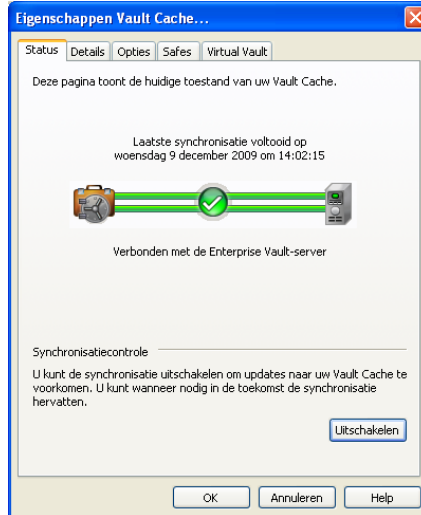 Eigenschappen Vault Cache...
Status Details Opties Safes Virtual Vault
Deze pagina toont de huidige toestand van uw Vault Cache.
Laatste synchronisatie voltooid op
woensdag 9 december 2009 om 14:02:15
Verbonden met de Enterprise Vault-server
Synchronisatiecontrole
U kunt de synchronisatie uitschakelen om updates naar uw Vault Cache te
voorkomen. U kunt wanneer nodig in de toekomst de synchronisatie
hervatten.
Uitschakelen
OK Annuleren Help